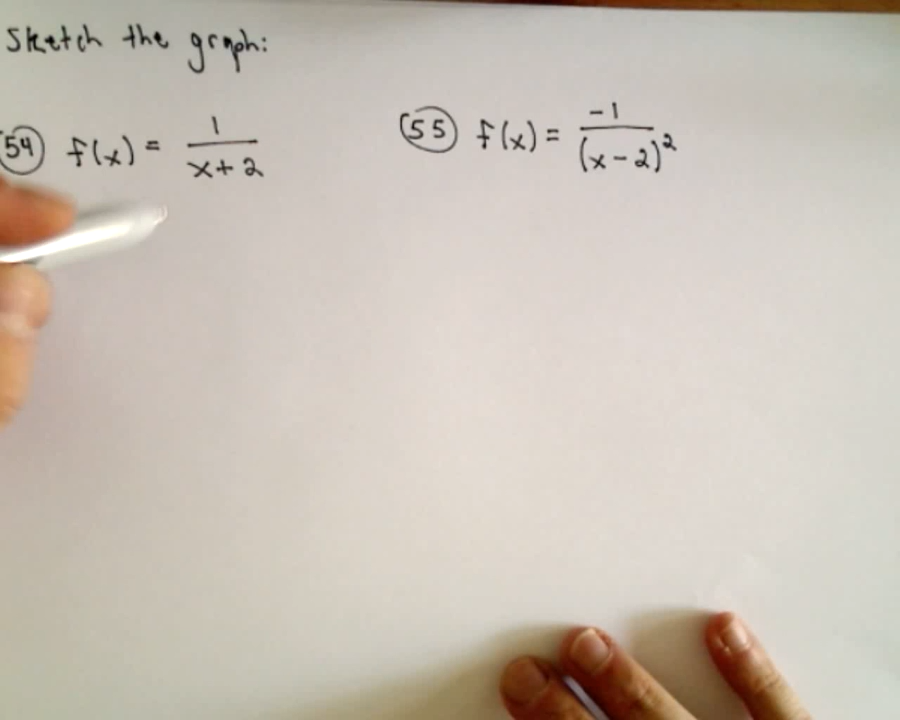 Sketch the graph:
54 f(x) = 1/(x+2)
55 f(x) = -1/(x-2)²